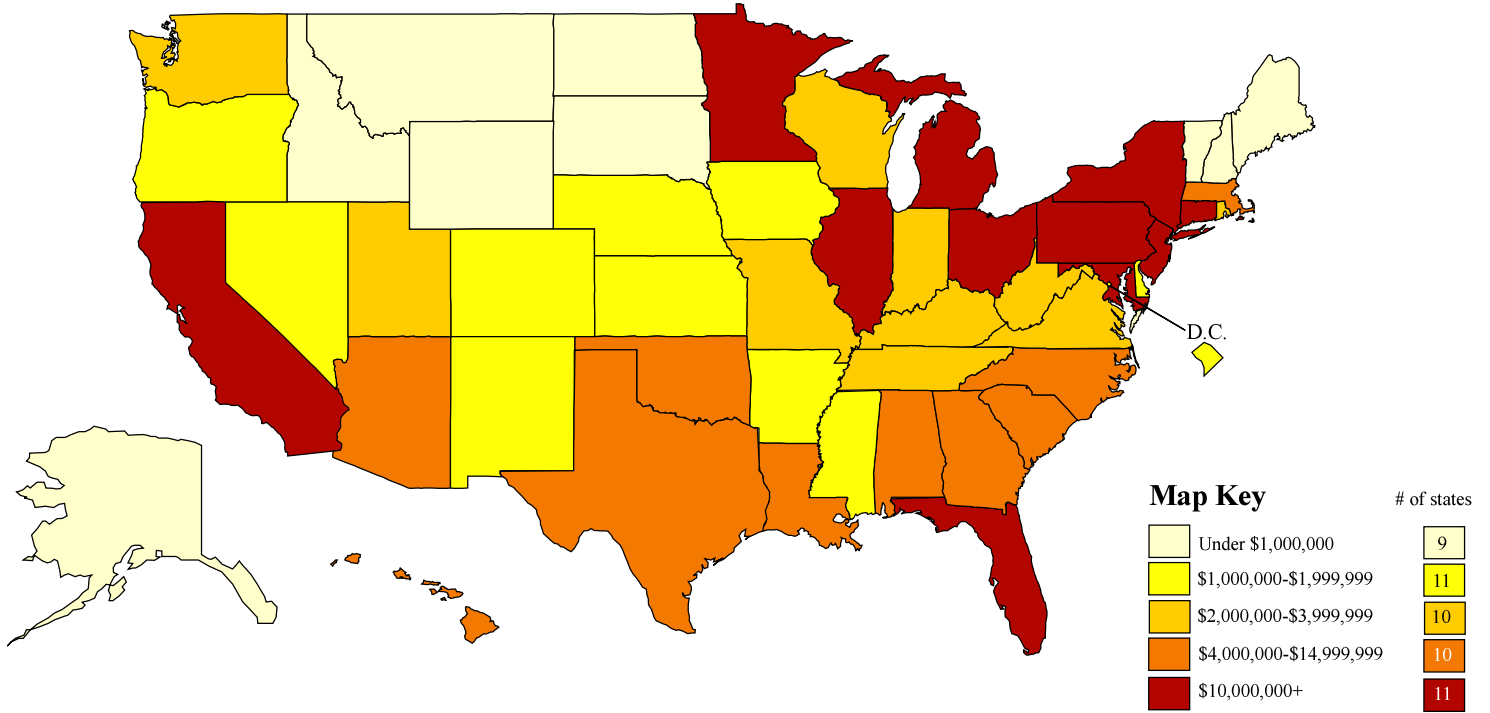 D.C.
Map Key
# of states
Under $1,000,000
9
$1,000,000-$1,999,999
11
$2,000,000-$3,999,999
10
$4,000,000-$14,999,999
10
$10,000,000+
11